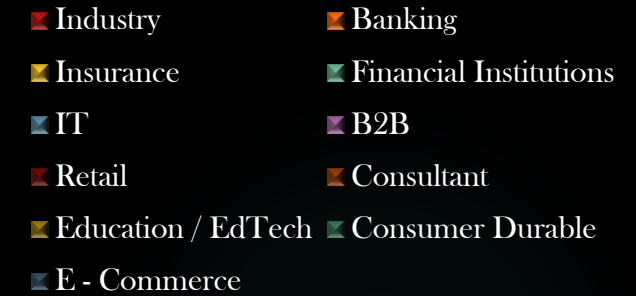 Industry
Banking
Insurance
Financial Institutions
IT
B2B
Retail
Consultant
Education / EdTech
Consumer Durable
E - Commerce